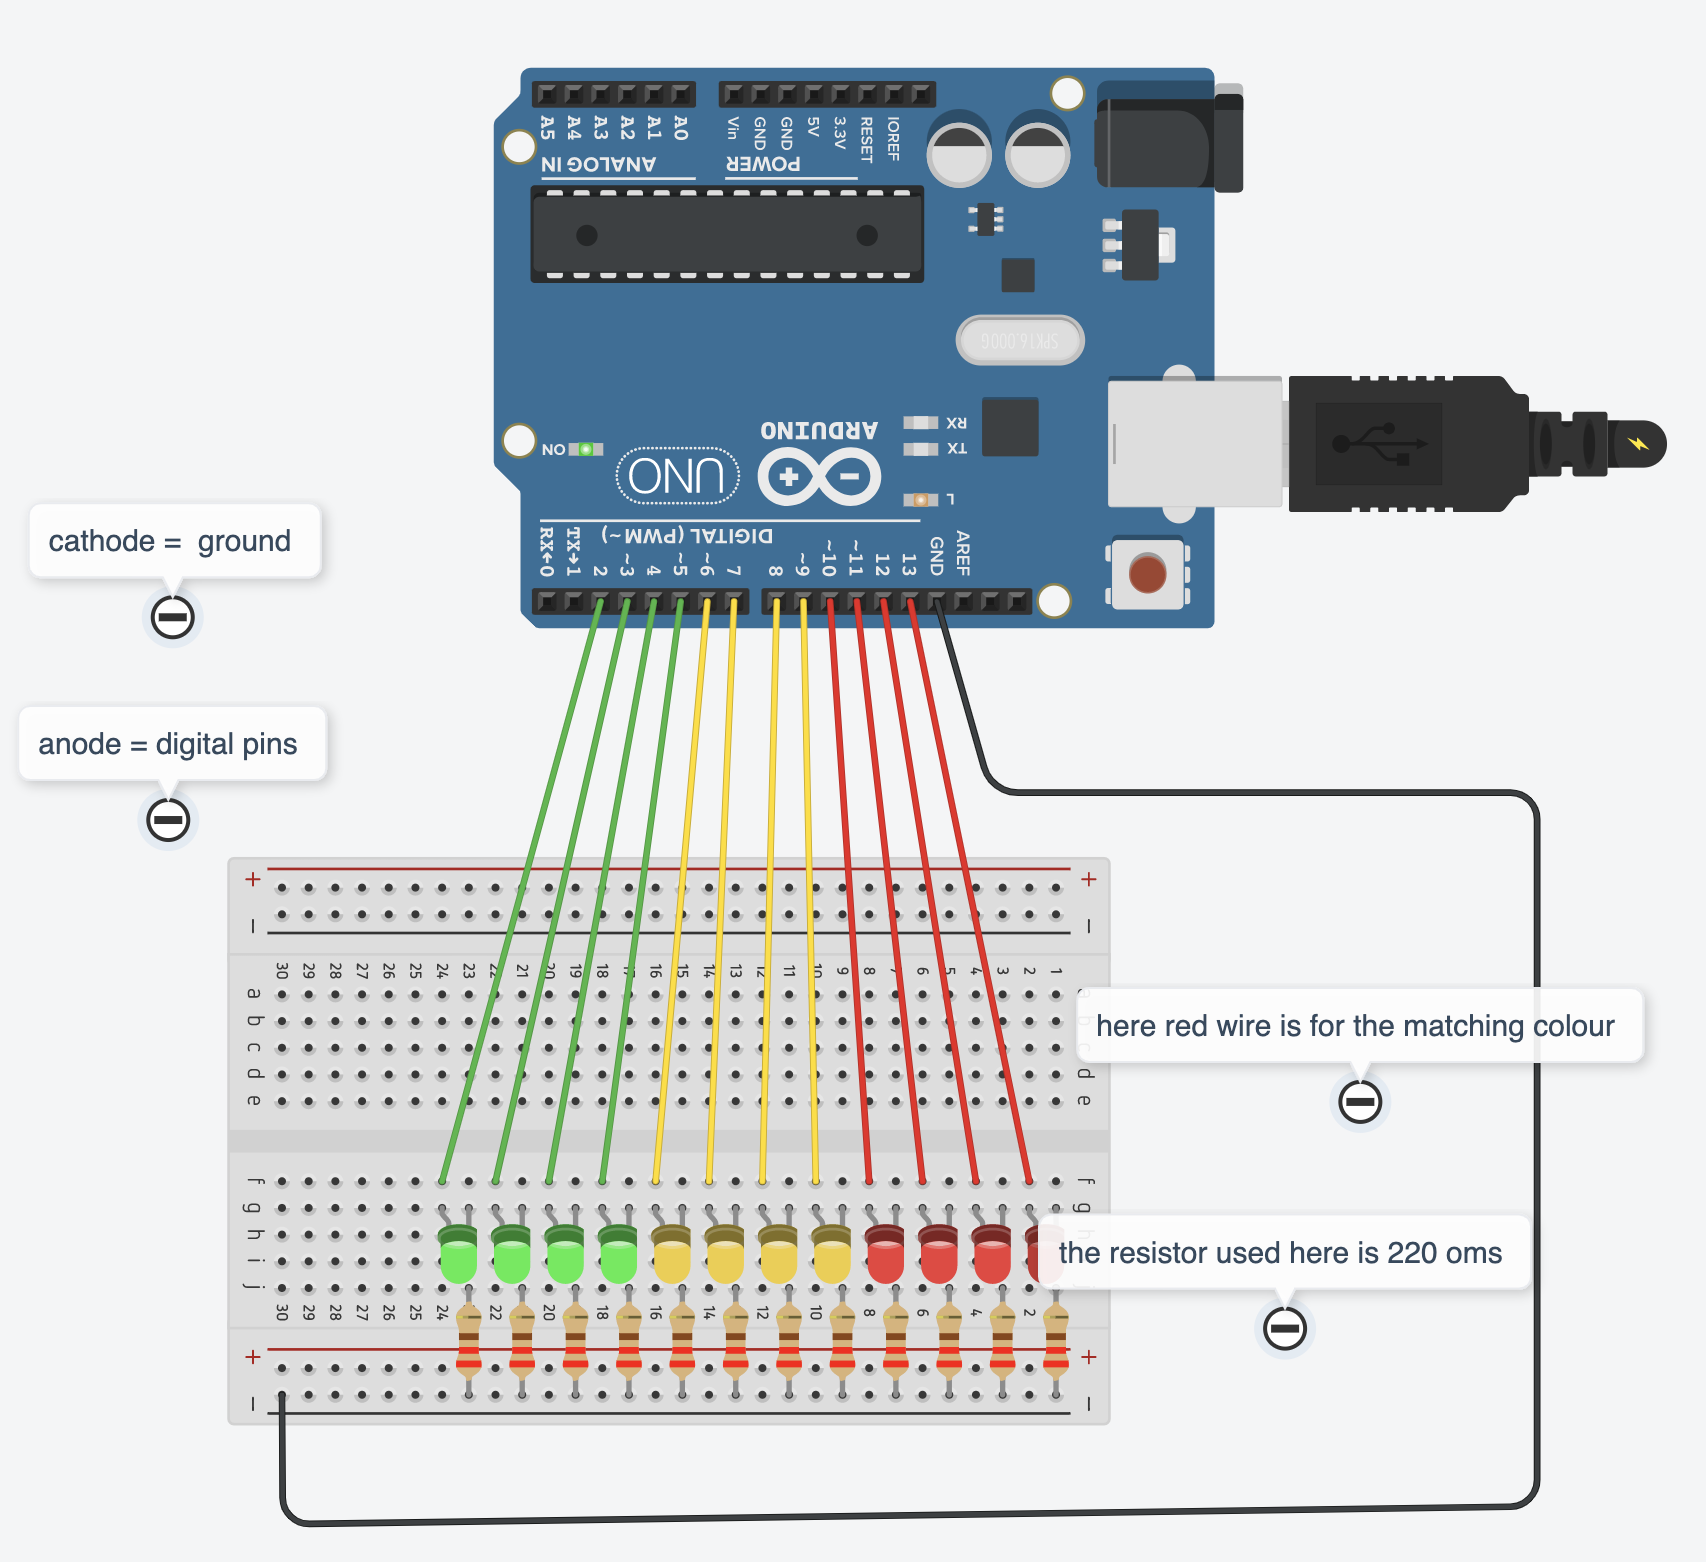 A5 A4 A3 A2 A1 A0 Vin GND GND 5V 3.3V RESET IOREF
ANALOG IN POWER
SPK16.000G
RX
ARDUINO
TX
ON
UNO
L
DIGITAL (PWM ~)
RX←0 TX→1 2 ~3 4 ~5 ~6 7 8 ~9 ~10 ~11 12 13 GND AREF
cathode =  ground
anode = digital pins
+ +
− −
30 29 28 27 26 25 24 23 22 21 20 19 18 17 16 15 14 13 12 11 10 9 8 7 6 5 4 3 2 1
a a
b b
c c
d d
e e
here red wire is for the matching colour
f f
g g
h h
i
j j
the resistor used here is 220 oms
30 29 28 27 26 25 24 22 20 18 16 14 12 10 8 6 4 2
+ +
− −